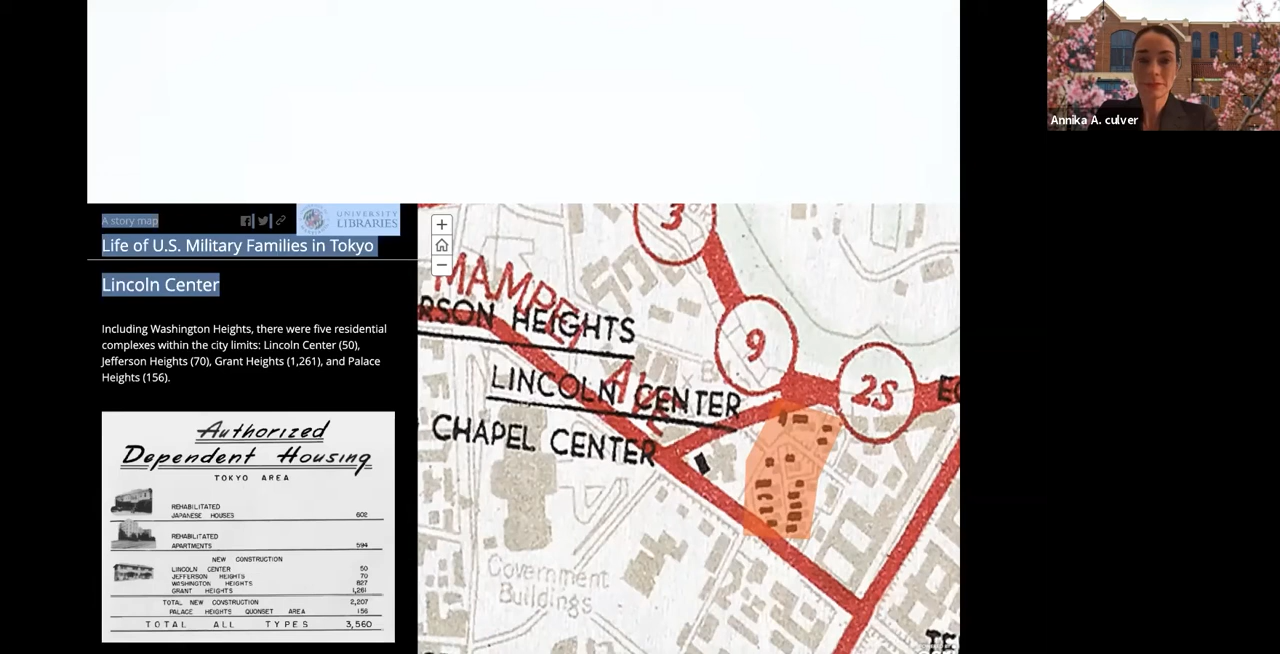 Annika A. culver
A story map
UNIVERSITY
LIBRARIES
Life of U.S. Military Families in Tokyo
Lincoln Center
Including Washington Heights, there were five residential
complexes within the city limits: Lincoln Center (50),
Jefferson Heights (70), Grant Heights (1,261), and Palace
Heights (156).
Authorized
Dependent Housing
TOKYO AREA
REHABILITATED
JAPANESE HOUSES 602
REHABILITATED
APARTMENTS 594
NEW CONSTRUCTION
LINCOLN CENTER 50
JEFFERSON HEIGHTS 70
WASHINGTON HEIGHTS 827
GRANT HEIGHTS 1,261
TOTAL NEW CONSTRUCTION 2,207
PALACE HEIGHTS QUONSET AREA 156
TOTAL ALL TYPES 3,560
+
−
3
9
2S
MAMPEI
AVE
RSON HEIGHTS
LINCOLN CENTER
CHAPEL CENTER
Government
Buildings